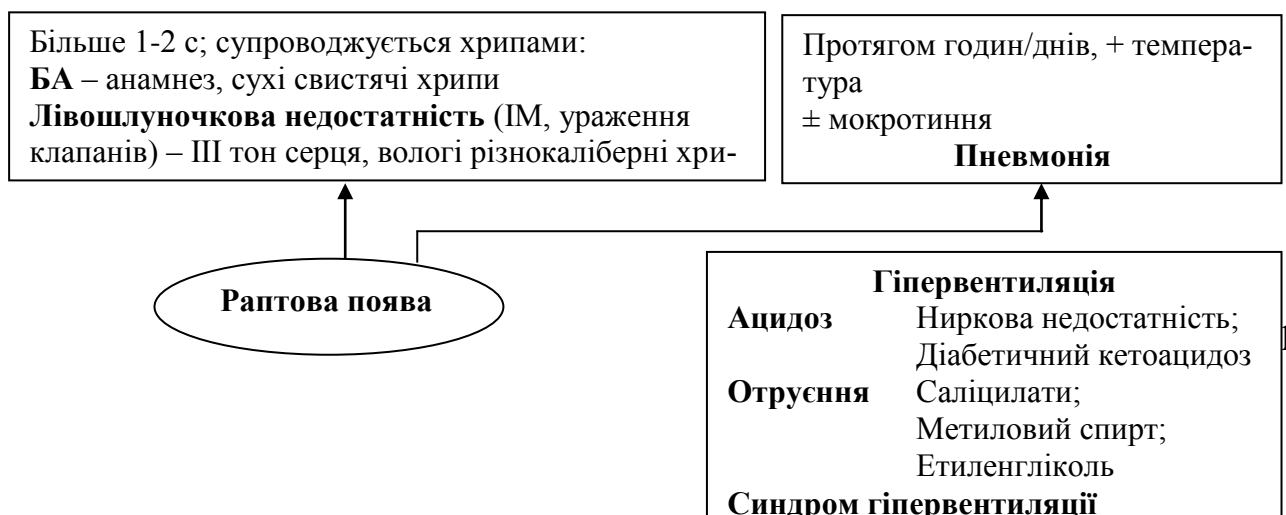 Більше 1-2 с; супроводжується хрипами:
БА – анамнез, сухі свистячі хрипи
Лівошлуночкова недостатність (ІМ, ураження
клапанів) – ІІІ тон серця, вологі різнокаліберні хри-
Протягом годин/днів, + темпера-
тура
± мокротиння
Пневмонія
Раптова поява
Гіпервентиляція
Ацидоз Ниркова недостатність;
Діабетичний кетоацидоз
Отруєння Саліцилати;
Метиловий спирт;
Етиленгліколь
Синдром гіпервентиляції